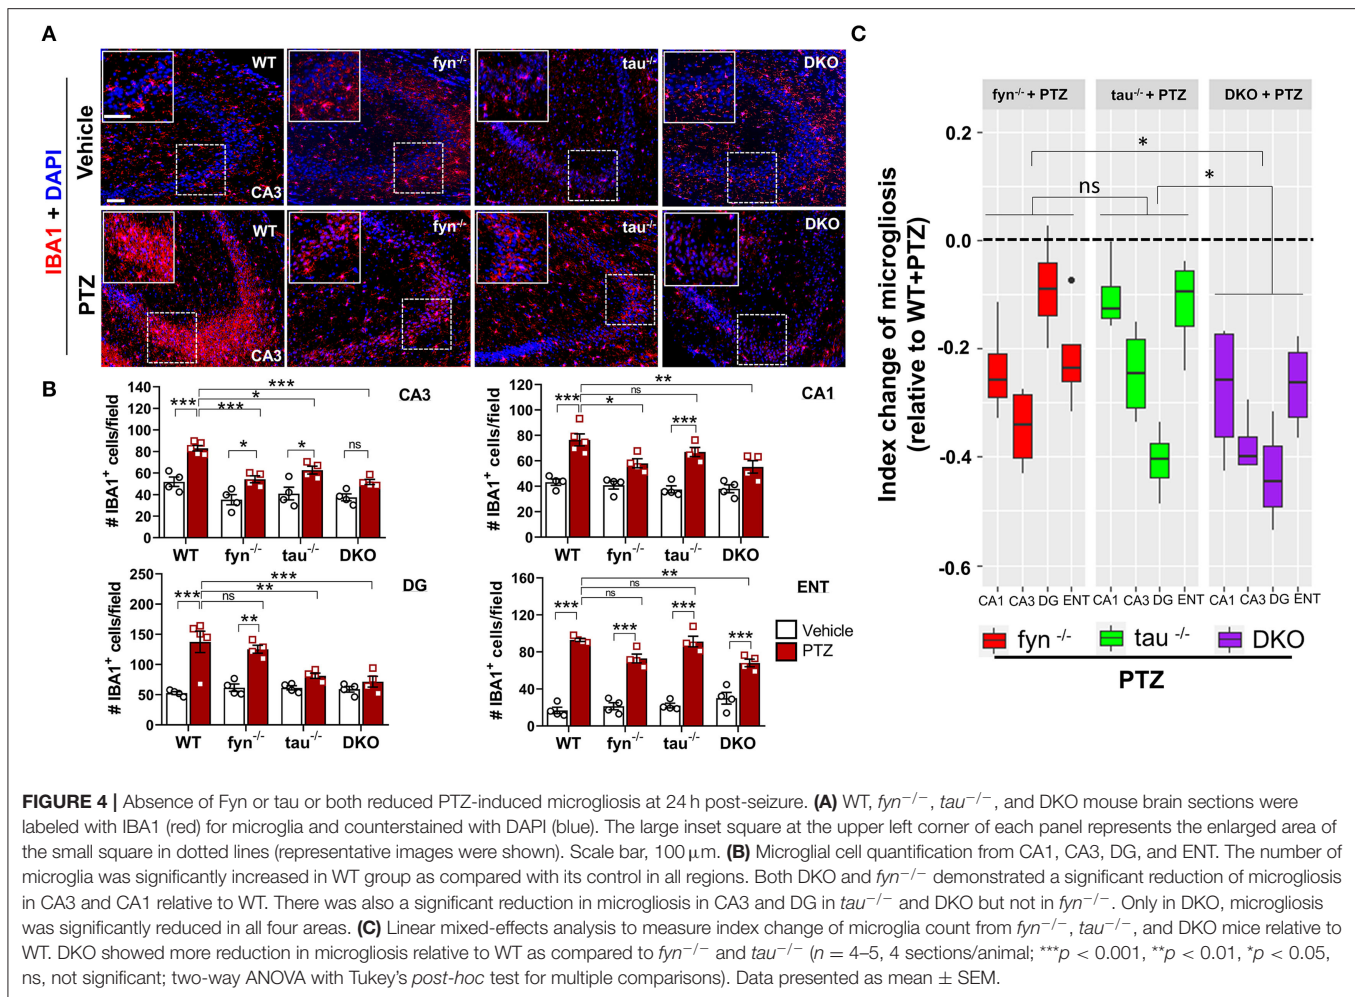 A
C
WT
fyn-/-
tau-/-
DKO
Vehicle
CA3
IBA1 + DAPI
WT
fyn-/-
tau-/-
DKO
PTZ
CA3
B
CA3
# IBA1+ cells/field
140
120
100
80
60
40
20
0
***
***
*
***
*
*
ns
WT
fyn-/-
tau-/-
DKO
CA1
# IBA1+ cells/field
120
100
80
60
40
20
0
**
ns
***
*
***
WT
fyn-/-
tau-/-
DKO
DG
# IBA1+ cells/field
250
200
150
100
50
0
***
**
***
ns
**
WT
fyn-/-
tau-/-
DKO
ENT
# IBA1+ cells/field
160
120
80
40
0
**
ns
***
ns
***
***
***
WT
fyn-/-
tau-/-
DKO
Vehicle
PTZ
fyn-/- + PTZ
tau-/- + PTZ
DKO + PTZ
Index change of microgliosis
(relative to WT+PTZ)
0.2
0.0
-0.2
-0.4
-0.6
*
ns
*
CA1 CA3 DG ENT
CA1 CA3 DG ENT
CA1 CA3 DG ENT
fyn -/-
tau -/-
DKO
PTZ
FIGURE 4 | Absence of Fyn or tau or both reduced PTZ-induced microgliosis at 24 h post-seizure. (A) WT, fyn−/−, tau−/−, and DKO mouse brain sections were
labeled with IBA1 (red) for microglia and counterstained with DAPI (blue). The large inset square at the upper left corner of each panel represents the enlarged area of
the small square in dotted lines (representative images were shown). Scale bar, 100 μm. (B) Microglial cell quantification from CA1, CA3, DG, and ENT. The number of
microglia was significantly increased in WT group as compared with its control in all regions. Both DKO and fyn−/− demonstrated a significant reduction of microgliosis
in CA3 and CA1 relative to WT. There was also a significant reduction in microgliosis in CA3 and DG in tau−/− and DKO but not in fyn−/−. Only in DKO, microgliosis
was significantly reduced in all four areas. (C) Linear mixed-effects analysis to measure index change of microglia count from fyn−/−, tau−/−, and DKO mice relative to
WT. DKO showed more reduction in microgliosis relative to WT as compared to fyn−/− and tau−/− (n = 4–5, 4 sections/animal; ***p < 0.001, **p < 0.01, *p < 0.05,
ns, not significant; two-way ANOVA with Tukey's post-hoc test for multiple comparisons). Data presented as mean ± SEM.